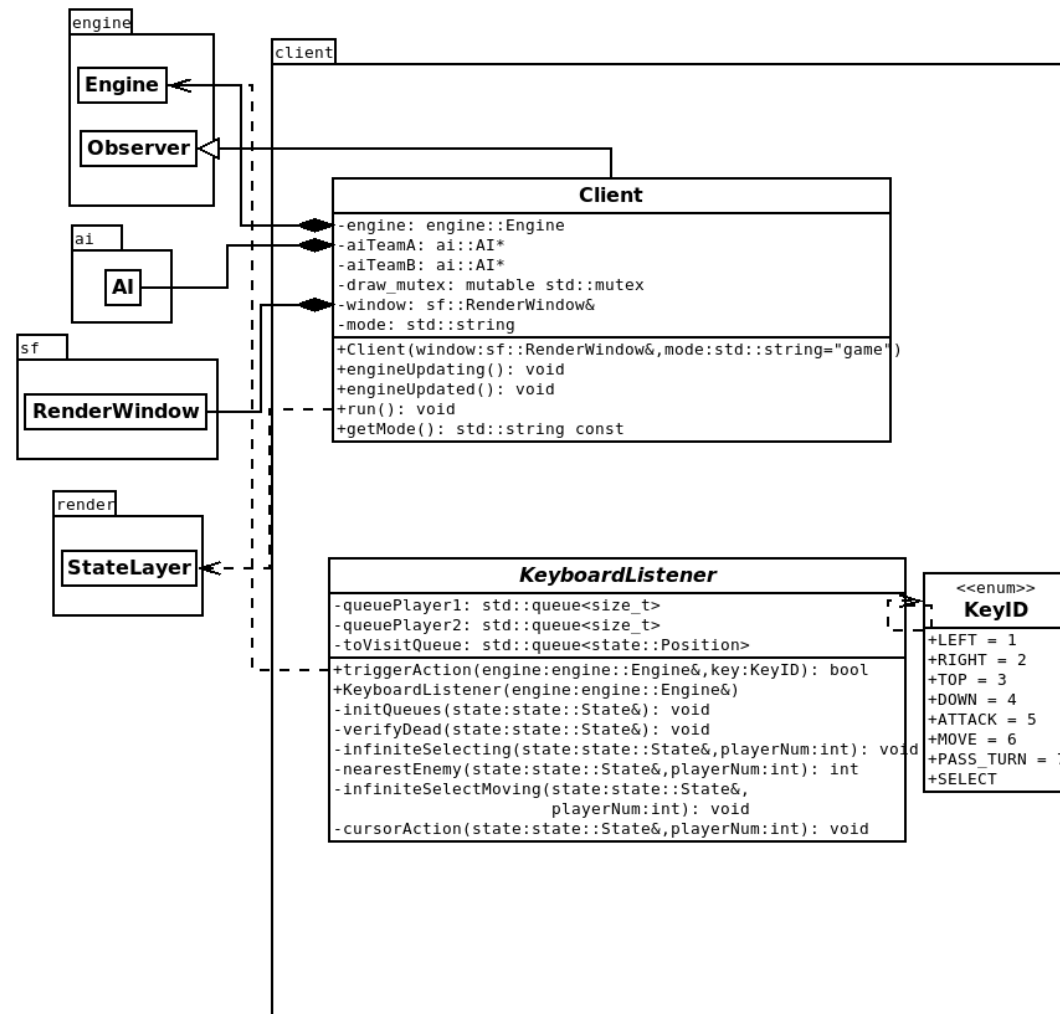 engine
Engine
Observer
ai
AI
sf
RenderWindow
render
StateLayer
client
Client
-engine: engine::Engine
-aiTeamA: ai::AI*
-aiTeamB: ai::AI*
-draw_mutex: mutable std::mutex
-window: sf::RenderWindow&
-mode: std::string
+Client(window:sf::RenderWindow&,mode:std::string="game")
+engineUpdating(): void
+engineUpdated(): void
+run(): void
+getMode(): std::string const
KeyboardListener
-queuePlayer1: std::queue<size_t>
-queuePlayer2: std::queue<size_t>
-toVisitQueue: std::queue<state::Position>
+triggerAction(engine:engine::Engine&,key:KeyID): bool
+KeyboardListener(engine:engine::Engine&)
-initQueues(state:state::State&): void
-verifyDead(state:state::State&): void
-infiniteSelecting(state:state::State&,playerNum:int): void
-nearestEnemy(state:state::State&,playerNum:int): int
-infiniteSelectMoving(state:state::State&,
playerNum:int): void
-cursorAction(state:state::State&,playerNum:int): void
<<enum>>
KeyID
+LEFT = 1
+RIGHT = 2
+TOP = 3
+DOWN = 4
+ATTACK = 5
+MOVE = 6
+PASS_TURN = 7
+SELECT